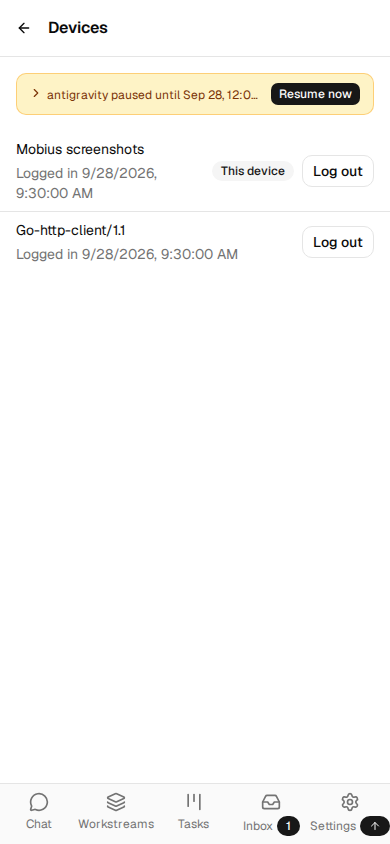 Devices
antigravity paused until Sep 28, 12:0... Resume now
Mobius screenshots
Logged in 9/28/2026,
9:30:00 AM
This device
Log out
Go-http-client/1.1
Logged in 9/28/2026, 9:30:00 AM
Log out
Chat Workstreams Tasks Inbox 1 Settings